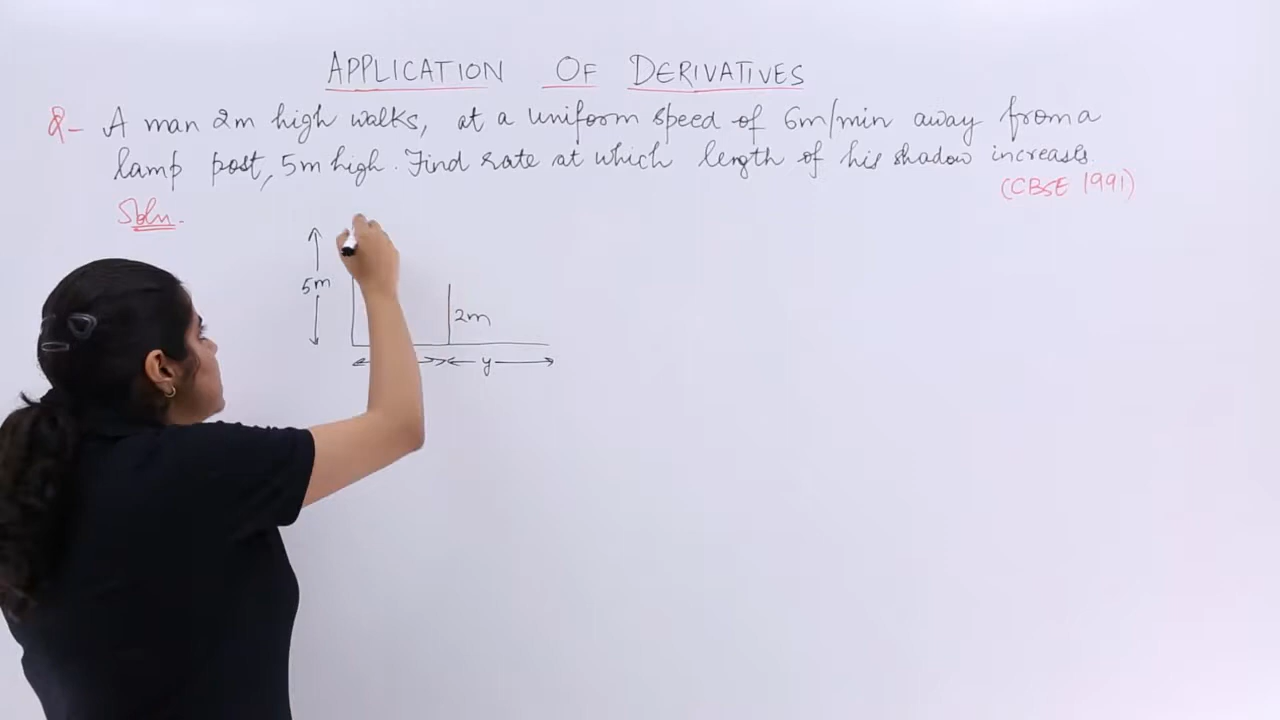 APPLICATION OF DERIVATIVES
Q- A man 2m high walks, at a uniform speed of 6m/min away from a
lamp post, 5m high. Find rate at which length of his shadow increases.
(CBSE 1991)
Soln.
5m
2m
y